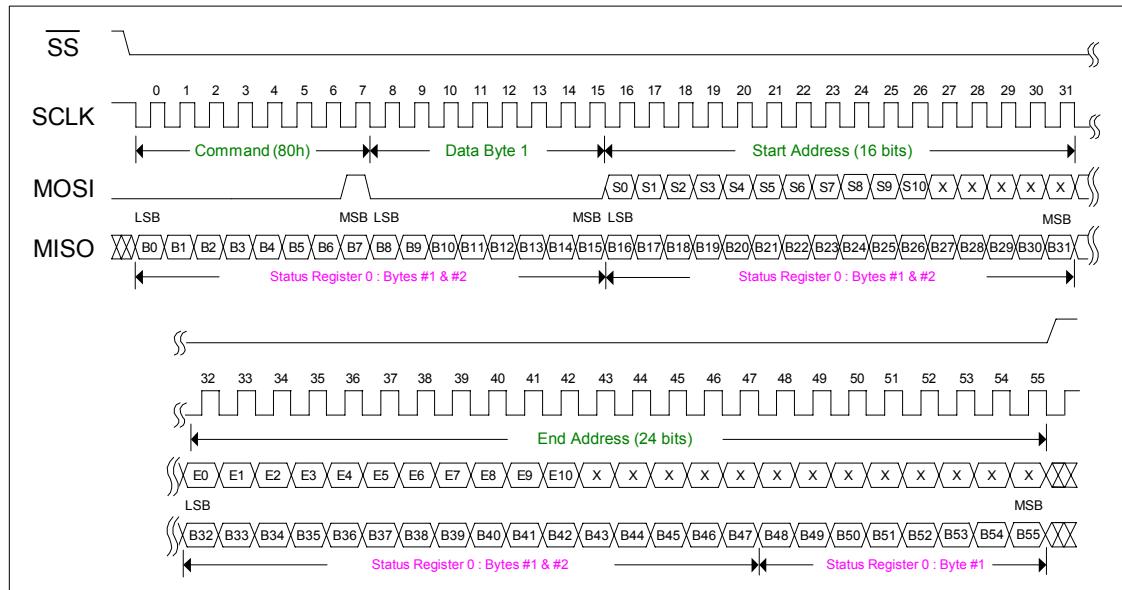 SS
0 1 2 3 4 5 6 7 8 9 10 11 12 13 14 15 16 17 18 19 20 21 22 23 24 25 26 27 28 29 30 31
SCLK
Command (80h) Data Byte 1 Start Address (16 bits)
MOSI S0 S1 S2 S3 S4 S5 S6 S7 S8 S9 S10 X X X X X
LSB MSB LSB MSB LSB MSB
MISO B0 B1 B2 B3 B4 B5 B6 B7 B8 B9 B10 B11 B12 B13 B14 B15 B16 B17 B18 B19 B20 B21 B22 B23 B24 B25 B26 B27 B28 B29 B30 B31
Status Register 0 : Bytes #1 & #2 Status Register 0 : Bytes #1 & #2
32 33 34 35 36 37 38 39 40 41 42 43 44 45 46 47 48 49 50 51 52 53 54 55
End Address (24 bits)
E0 E1 E2 E3 E4 E5 E6 E7 E8 E9 E10 X X X X X X X X X X X X X
LSB MSB
B32 B33 B34 B35 B36 B37 B38 B39 B40 B41 B42 B43 B44 B45 B46 B47 B48 B49 B50 B51 B52 B53 B54 B55
Status Register 0 : Bytes #1 & #2 Status Register 0 : Byte #1